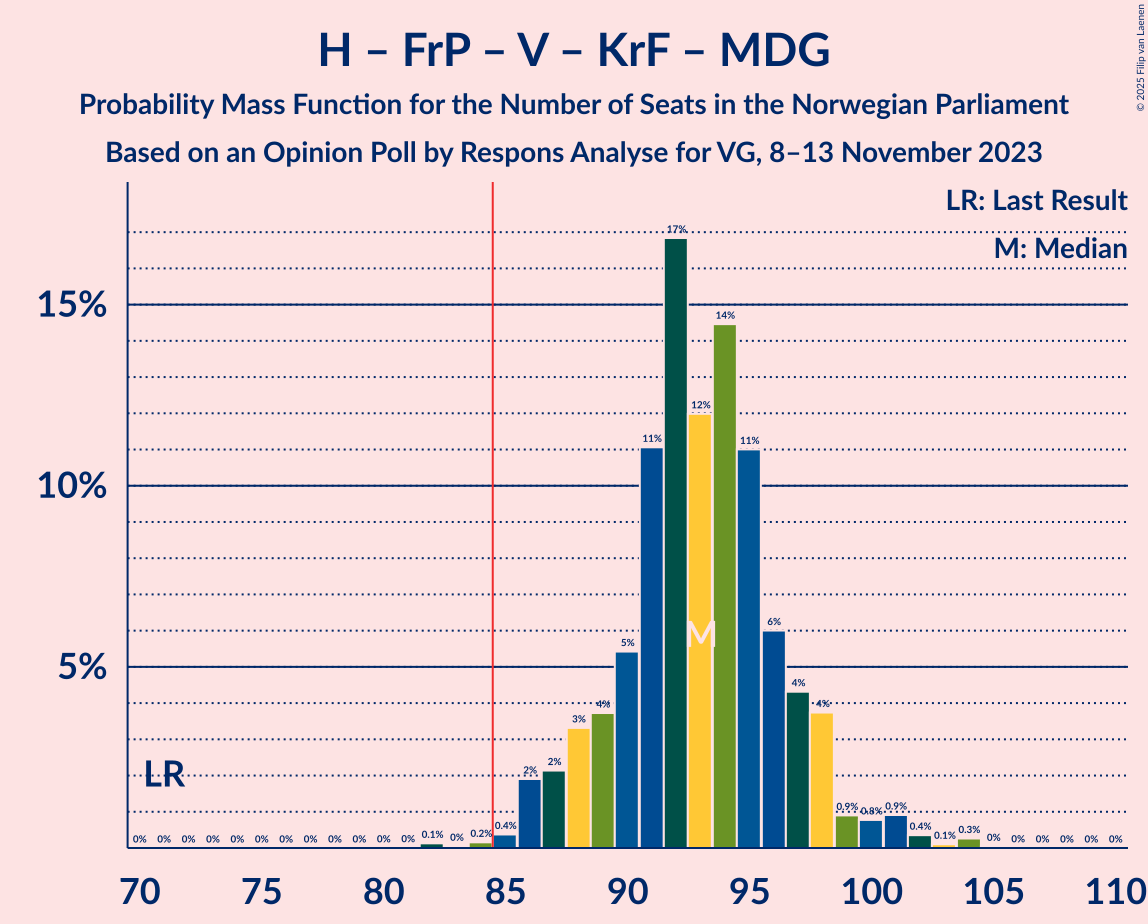 H – FrP – V – KrF – MDG
Probability Mass Function for the Number of Seats in the Norwegian Parliament
Based on an Opinion Poll by Respons Analyse for VG, 8–13 November 2023
© 2025 Filip van Laenen
LR: Last Result
M: Median
15%
10%
5%
LR
M
0% 0% 0% 0% 0% 0% 0% 0% 0% 0% 0% 0% 0.1% 0% 0.2% 0.4% 2% 2% 3% 4% 5% 11% 17% 12% 14% 11% 6% 4% 4% 0.9% 0.8% 0.9% 0.4% 0.1% 0.3% 0% 0% 0% 0% 0% 0%
70 75 80 85 90 95 100 105 110